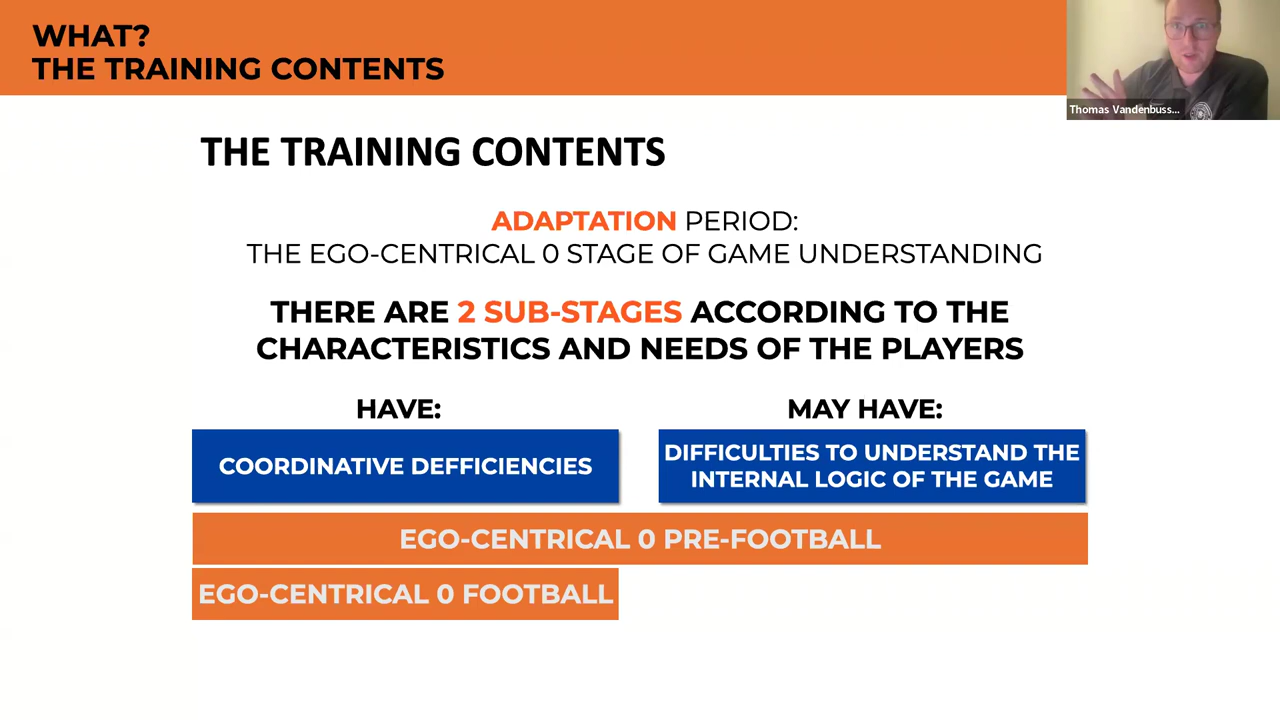 WHAT?
THE TRAINING CONTENTS
Thomas Vandenbuss...
THE TRAINING CONTENTS
ADAPTATION PERIOD:
THE EGO-CENTRICAL 0 STAGE OF GAME UNDERSTANDING
THERE ARE 2 SUB-STAGES ACCORDING TO THE
CHARACTERISTICS AND NEEDS OF THE PLAYERS
HAVE:
MAY HAVE:
COORDINATIVE DEFFICIENCIES
DIFFICULTIES TO UNDERSTAND THE
INTERNAL LOGIC OF THE GAME
EGO-CENTRICAL 0 PRE-FOOTBALL
EGO-CENTRICAL 0 FOOTBALL